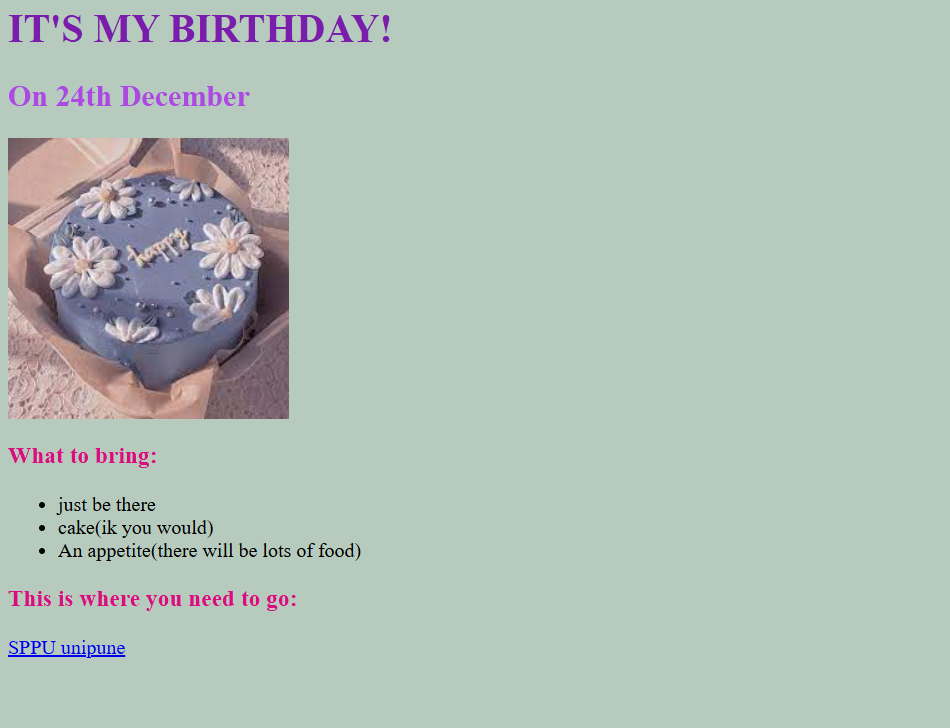 IT'S MY BIRTHDAY!
On 24th December
happy
What to bring:
just be there
cake(ik you would)
An appetite(there will be lots of food)
This is where you need to go:
SPPU unipune